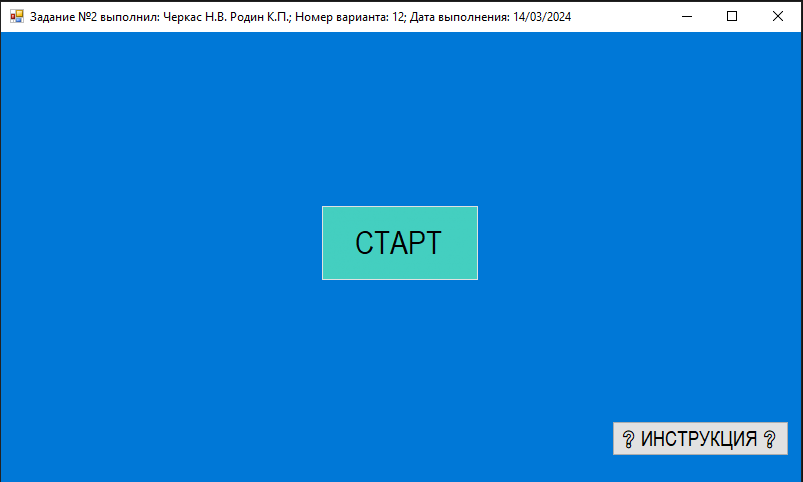 Задание №2 выполнил: Черкас Н.В. Родин К.П.; Номер варианта: 12; Дата выполнения: 14/03/2024
СТАРТ
❔ ИНСТРУКЦИЯ ❔